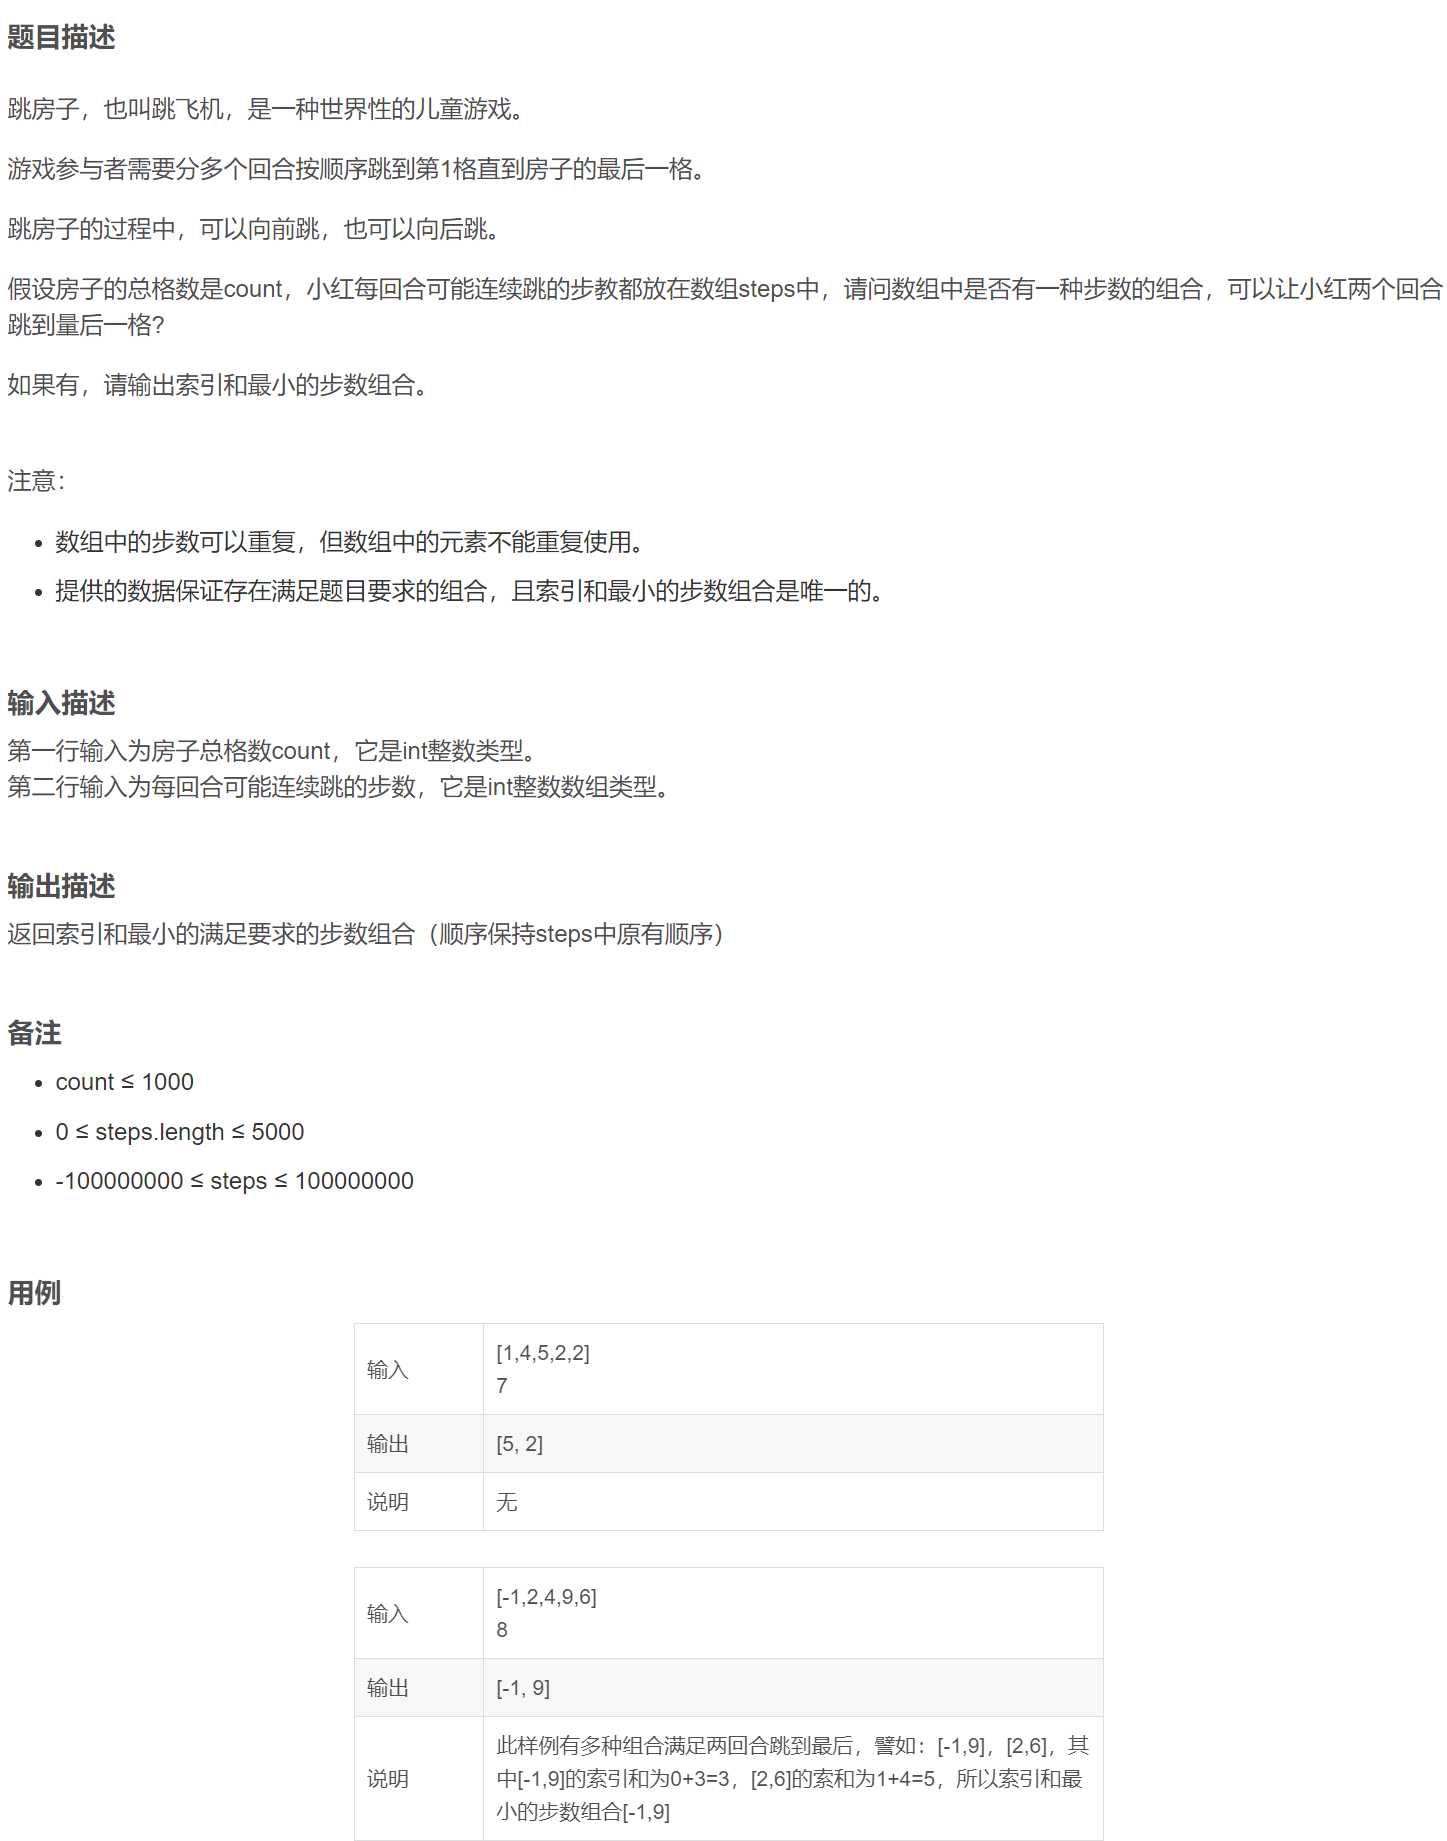 题目描述
跳房子，也叫跳飞机，是一种世界性的儿童游戏。
游戏参与者需要分多个回合按顺序跳到第1格直到房子的最后一格。
跳房子的过程中，可以向前跳，也可以向后跳。
假设房子的总格数是count，小红每回合可能连续跳的步教都放在数组steps中，请问数组中是否有一种步数的组合，可以让小红两个回合
跳到量后一格?
如果有，请输出索引和最小的步数组合。
注意：
• 数组中的步数可以重复，但数组中的元素不能重复使用。
• 提供的数据保证存在满足题目要求的组合，且索引和最小的步数组合是唯一的。
输入描述
第一行输入为房子总格数count，它是int整数类型。
第二行输入为每回合可能连续跳的步数，它是int整数数组类型。
输出描述
返回索引和最小的满足要求的步数组合（顺序保持steps中原有顺序）
备注
• count ≤ 1000
• 0 ≤ steps.length ≤ 5000
• -100000000 ≤ steps ≤ 100000000
用例
输入
[1,4,5,2,2]
7
输出
[5, 2]
说明
无
输入
[-1,2,4,9,6]
8
输出
[-1, 9]
说明
此样例有多种组合满足两回合跳到最后，譬如：[-1,9]，[2,6]，其
中[-1,9]的索引和为0+3=3，[2,6]的索和为1+4=5，所以索引和最
小的步数组合[-1,9]